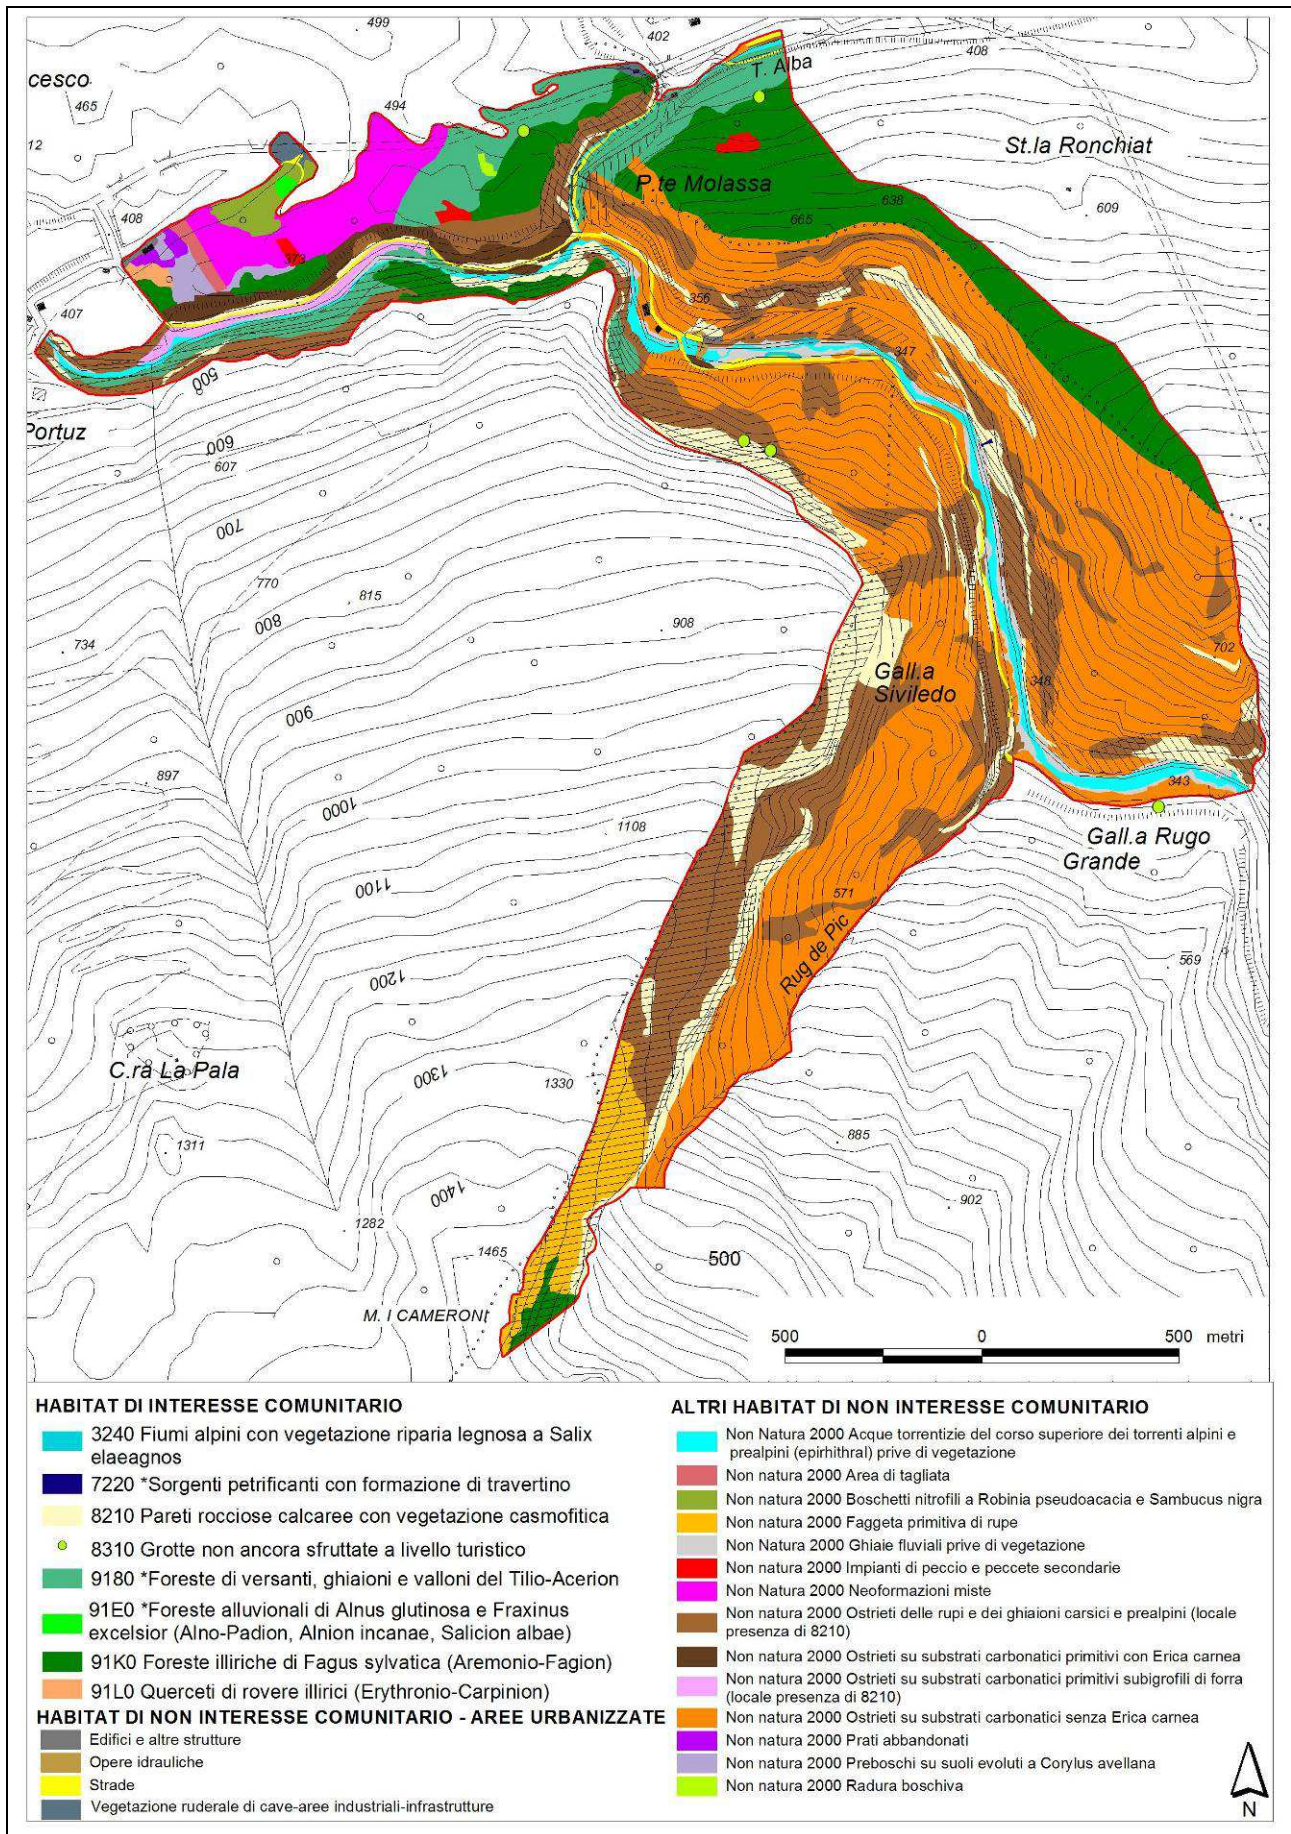 499
402
408
T. Alba
cesco
465
494
12
St.la Ronchiat
P.te Molassa
638
609
665
408
573
407
356
347
500
Portuz
600
607
700
770
815
800
908
734
702
Gall.a
Siviledo
348
900
897
343
1000
1108
Gall.a Rugo
Grande
1100
571
Rug de Pic
569
1200
C.ra La Pala
1300
1330
1311
885
1400
902
1282
1465
500
M. I CAMERONI
500 0 500 metri
HABITAT DI INTERESSE COMUNITARIO
3240 Fiumi alpini con vegetazione riparia legnosa a Salix
elaeagnos
7220 *Sorgenti petrificanti con formazione di travertino
8210 Pareti rocciose calcaree con vegetazione casmofitica
8310 Grotte non ancora sfruttate a livello turistico
9180 *Foreste di versanti, ghiaioni e valloni del Tilio-Acerion
91E0 *Foreste alluvionali di Alnus glutinosa e Fraxinus
excelsior (Alno-Padion, Alnion incanae, Salicion albae)
91K0 Foreste illiriche di Fagus sylvatica (Aremonio-Fagion)
91L0 Querceti di rovere illirici (Erythronio-Carpinion)
HABITAT DI NON INTERESSE COMUNITARIO - AREE URBANIZZATE
Edifici e altre strutture
Opere idrauliche
Strade
Vegetazione ruderale di cave-aree industriali-infrastrutture
ALTRI HABITAT DI NON INTERESSE COMUNITARIO
Non Natura 2000 Acque torrentizie del corso superiore dei torrenti alpini e
prealpini (epirhithral) prive di vegetazione
Non natura 2000 Area di tagliata
Non natura 2000 Boschetti nitrofili a Robinia pseudoacacia e Sambucus nigra
Non natura 2000 Faggeta primitiva di rupe
Non Natura 2000 Ghiaie fluviali prive di vegetazione
Non natura 2000 Impianti di peccio e peccete secondarie
Non Natura 2000 Neoformazioni miste
Non natura 2000 Ostrieti delle rupi e dei ghiaioni carsici e prealpini (locale
presenza di 8210)
Non natura 2000 Ostrieti su substrati carbonatici primitivi con Erica carnea
Non natura 2000 Ostrieti su substrati carbonatici primitivi subigrofili di forra
(locale presenza di 8210)
Non natura 2000 Ostrieti su substrati carbonatici senza Erica carnea
Non natura 2000 Prati abbandonati
Non natura 2000 Preboschi su suoli evoluti a Corylus avellana
Non natura 2000 Radura boschiva
N